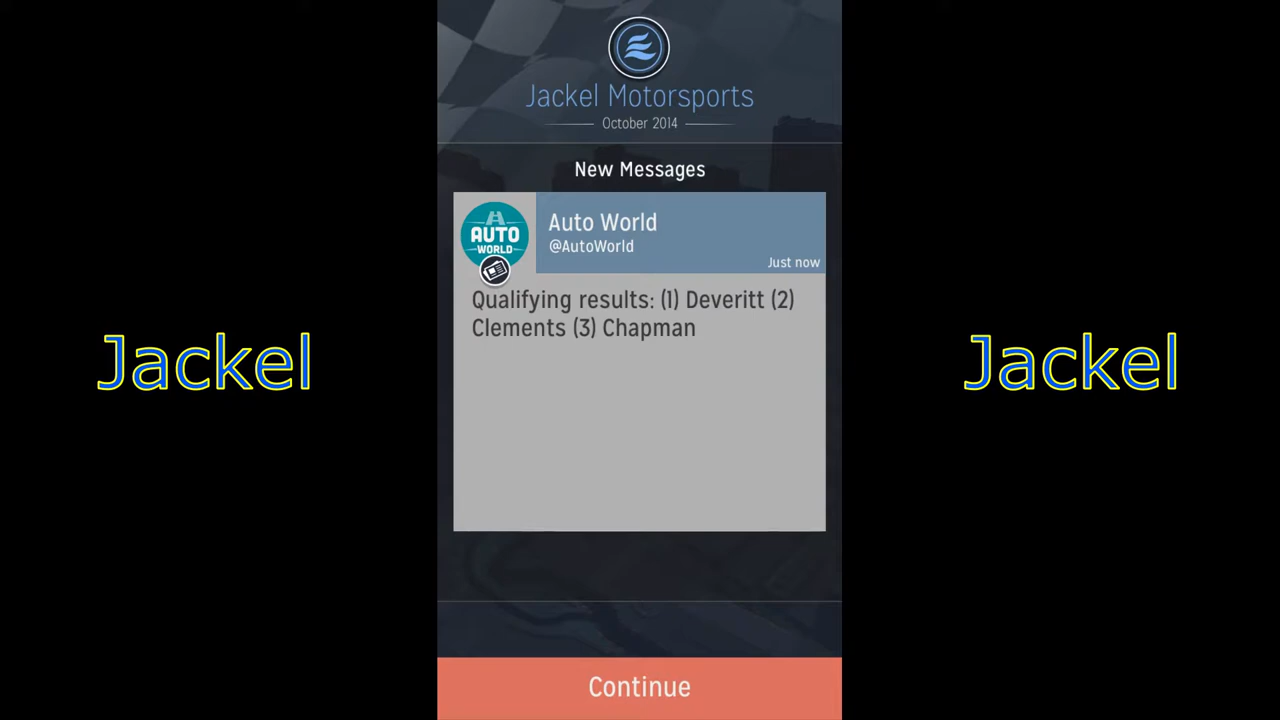 Jackel Motorsports
October 2014
New Messages
AUTO
WORLD
Auto World
@AutoWorld
Just now
Qualifying results: (1) Deveritt (2)
Clements (3) Chapman
Jackel
Jackel
Continue